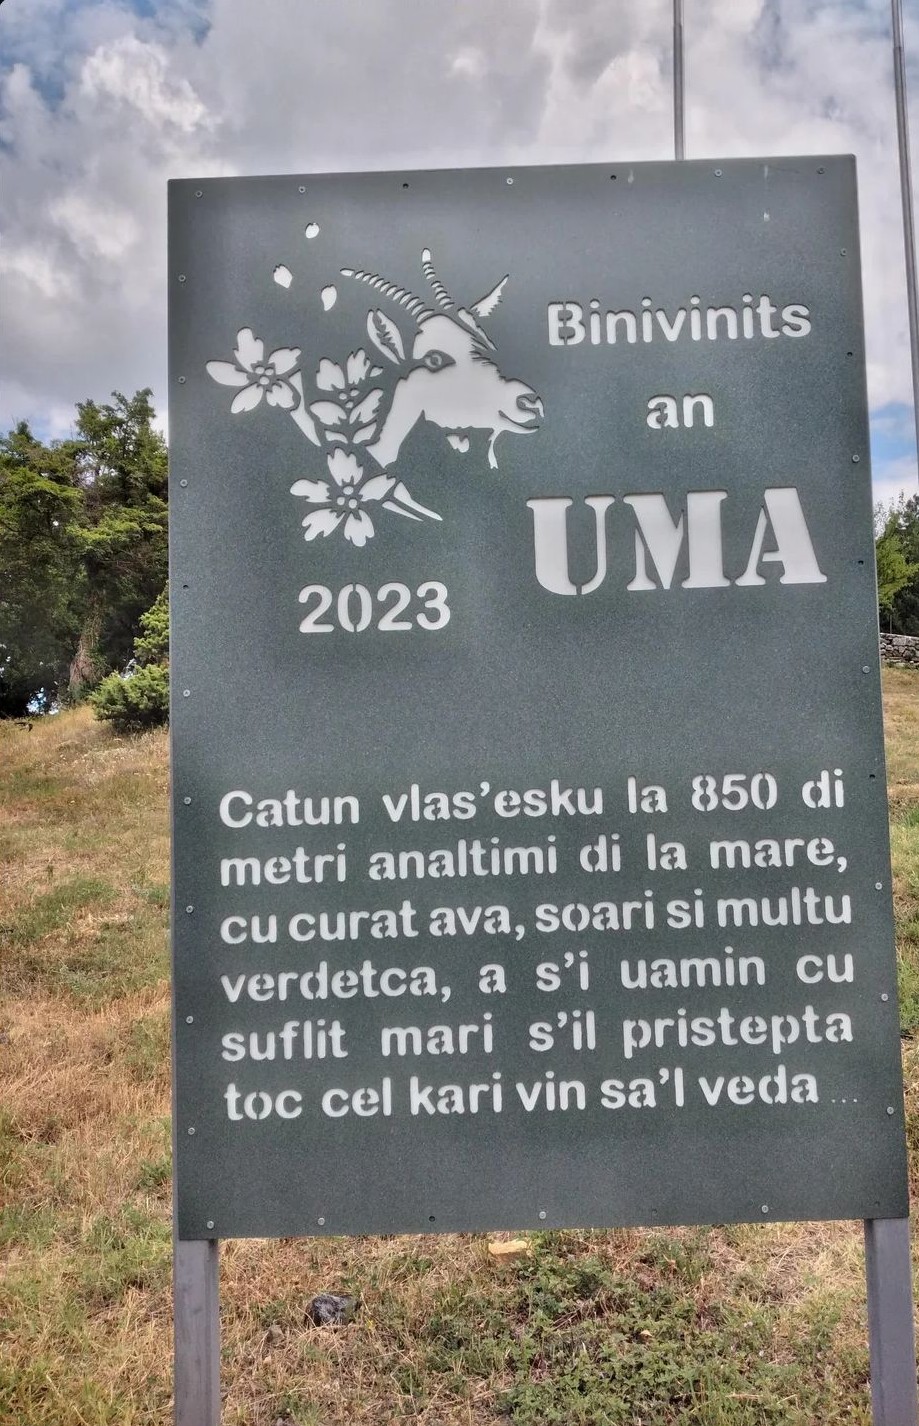 Binivinits
an
UMA
2023
Catun vlas'esku la 850 di
metri analtimi di la mare,
cu curat ava, soari si multu
verdetca, a s'i uamin cu
suflit mari s'il pristepta
toc cel kari vin sa'l veda ....